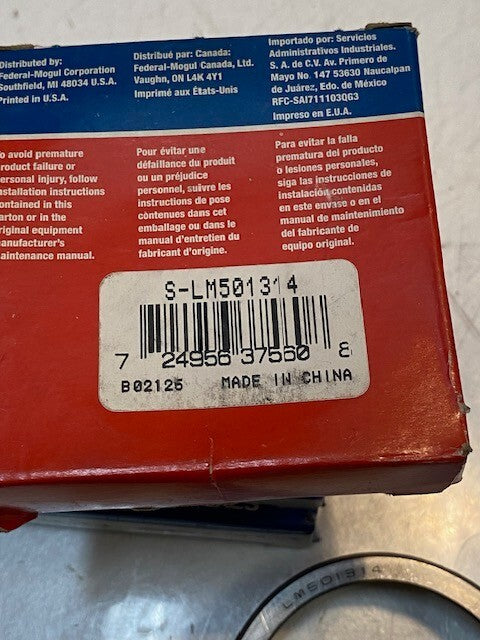 Distributed by:
Federal-Mogul Corporation
Southfield, MI 48034 U.S.A.
Printed in U.S.A.
Distribué par: Canada:
Federal-Mogul Canada, Ltd.
Vaughn, ON L4K 4Y1
Imprimé aux États-Unis
Importado por: Servicios
Administrativos Industriales.
S. A. de C.V. Av. Primero de
Mayo No 147 53630 Naucalpan
de Juárez, Edo. de México
RFC-SAI711103QG3
Impreso en E.U.A.
To avoid premature
product failure or
personal injury, follow
installation instructions
contained in this
carton or in the
original equipment
manufacturer's
maintenance manual.
Pour éviter une
défaillance du produit
ou un préjudice
personnel, suivre les
instructions de pose
contenues dans cet
emballage ou dans le
manuel d'entretien du
fabricant d'origine.
Para evitar la falla
prematura del producto
o lesiones personales,
siga las instrucciones de
instalación contenidas
en este envase o en el
manual de mantenimiento
del fabricante de
equipo original.
S-LM501314
7 24956 37560 8
B02125 MADE IN CHINA
LM501314